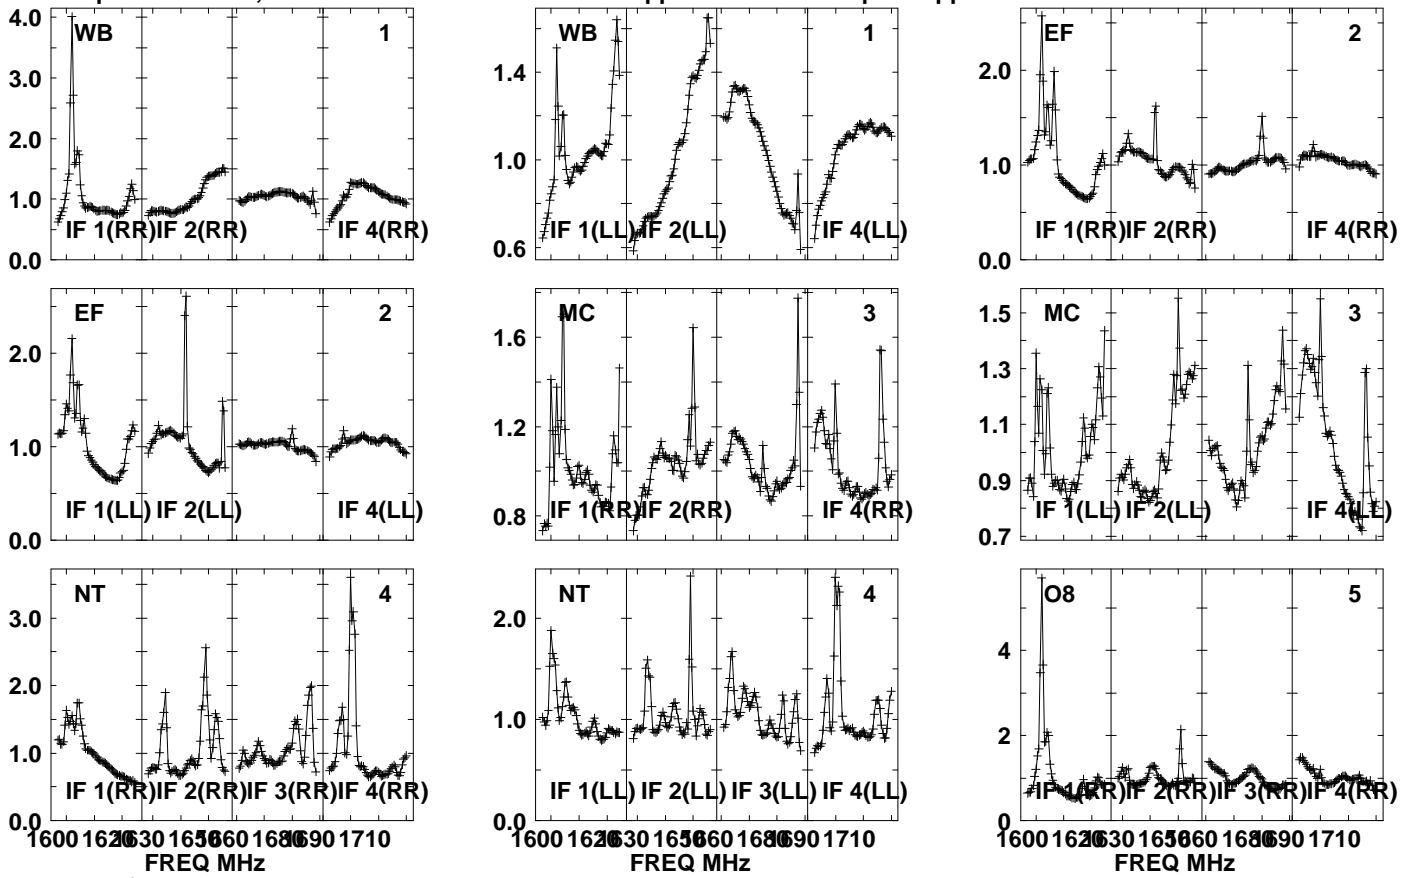 WB 1
4.0
3.0
2.0
1.0
0.0
IF 1(RR) IF 2(RR) IF 4(RR)
WB 1
1.4
1.0
0.6
IF 1(LL) IF 2(LL) IF 4(LL)
EF 2
2.0
1.0
0.0
IF 1(RR) IF 2(RR) IF 4(RR)
EF 2
2.0
1.0
0.0
IF 1(LL) IF 2(LL) IF 4(LL)
MC 3
1.6
1.2
0.8
IF 1(RR) IF 2(RR) IF 4(RR)
MC 3
1.5
1.3
1.1
0.9
0.7
IF 1(LL) IF 2(LL) IF 4(LL)
NT 4
3.0
2.0
1.0
0.0
IF 1(RR) IF 2(RR) IF 3(RR) IF 4(RR)
1600 1620 1630 1650 1660 1680 1690 1710
FREQ MHz
NT 4
2.0
1.0
0.0
IF 1(LL) IF 2(LL) IF 3(LL) IF 4(LL)
O8 5
4
2
0
IF 1(RR) IF 2(RR) IF 3(RR) IF 4(RR)
1600 1620 1630 1650 1660 1680 1690 1710
FREQ MHz